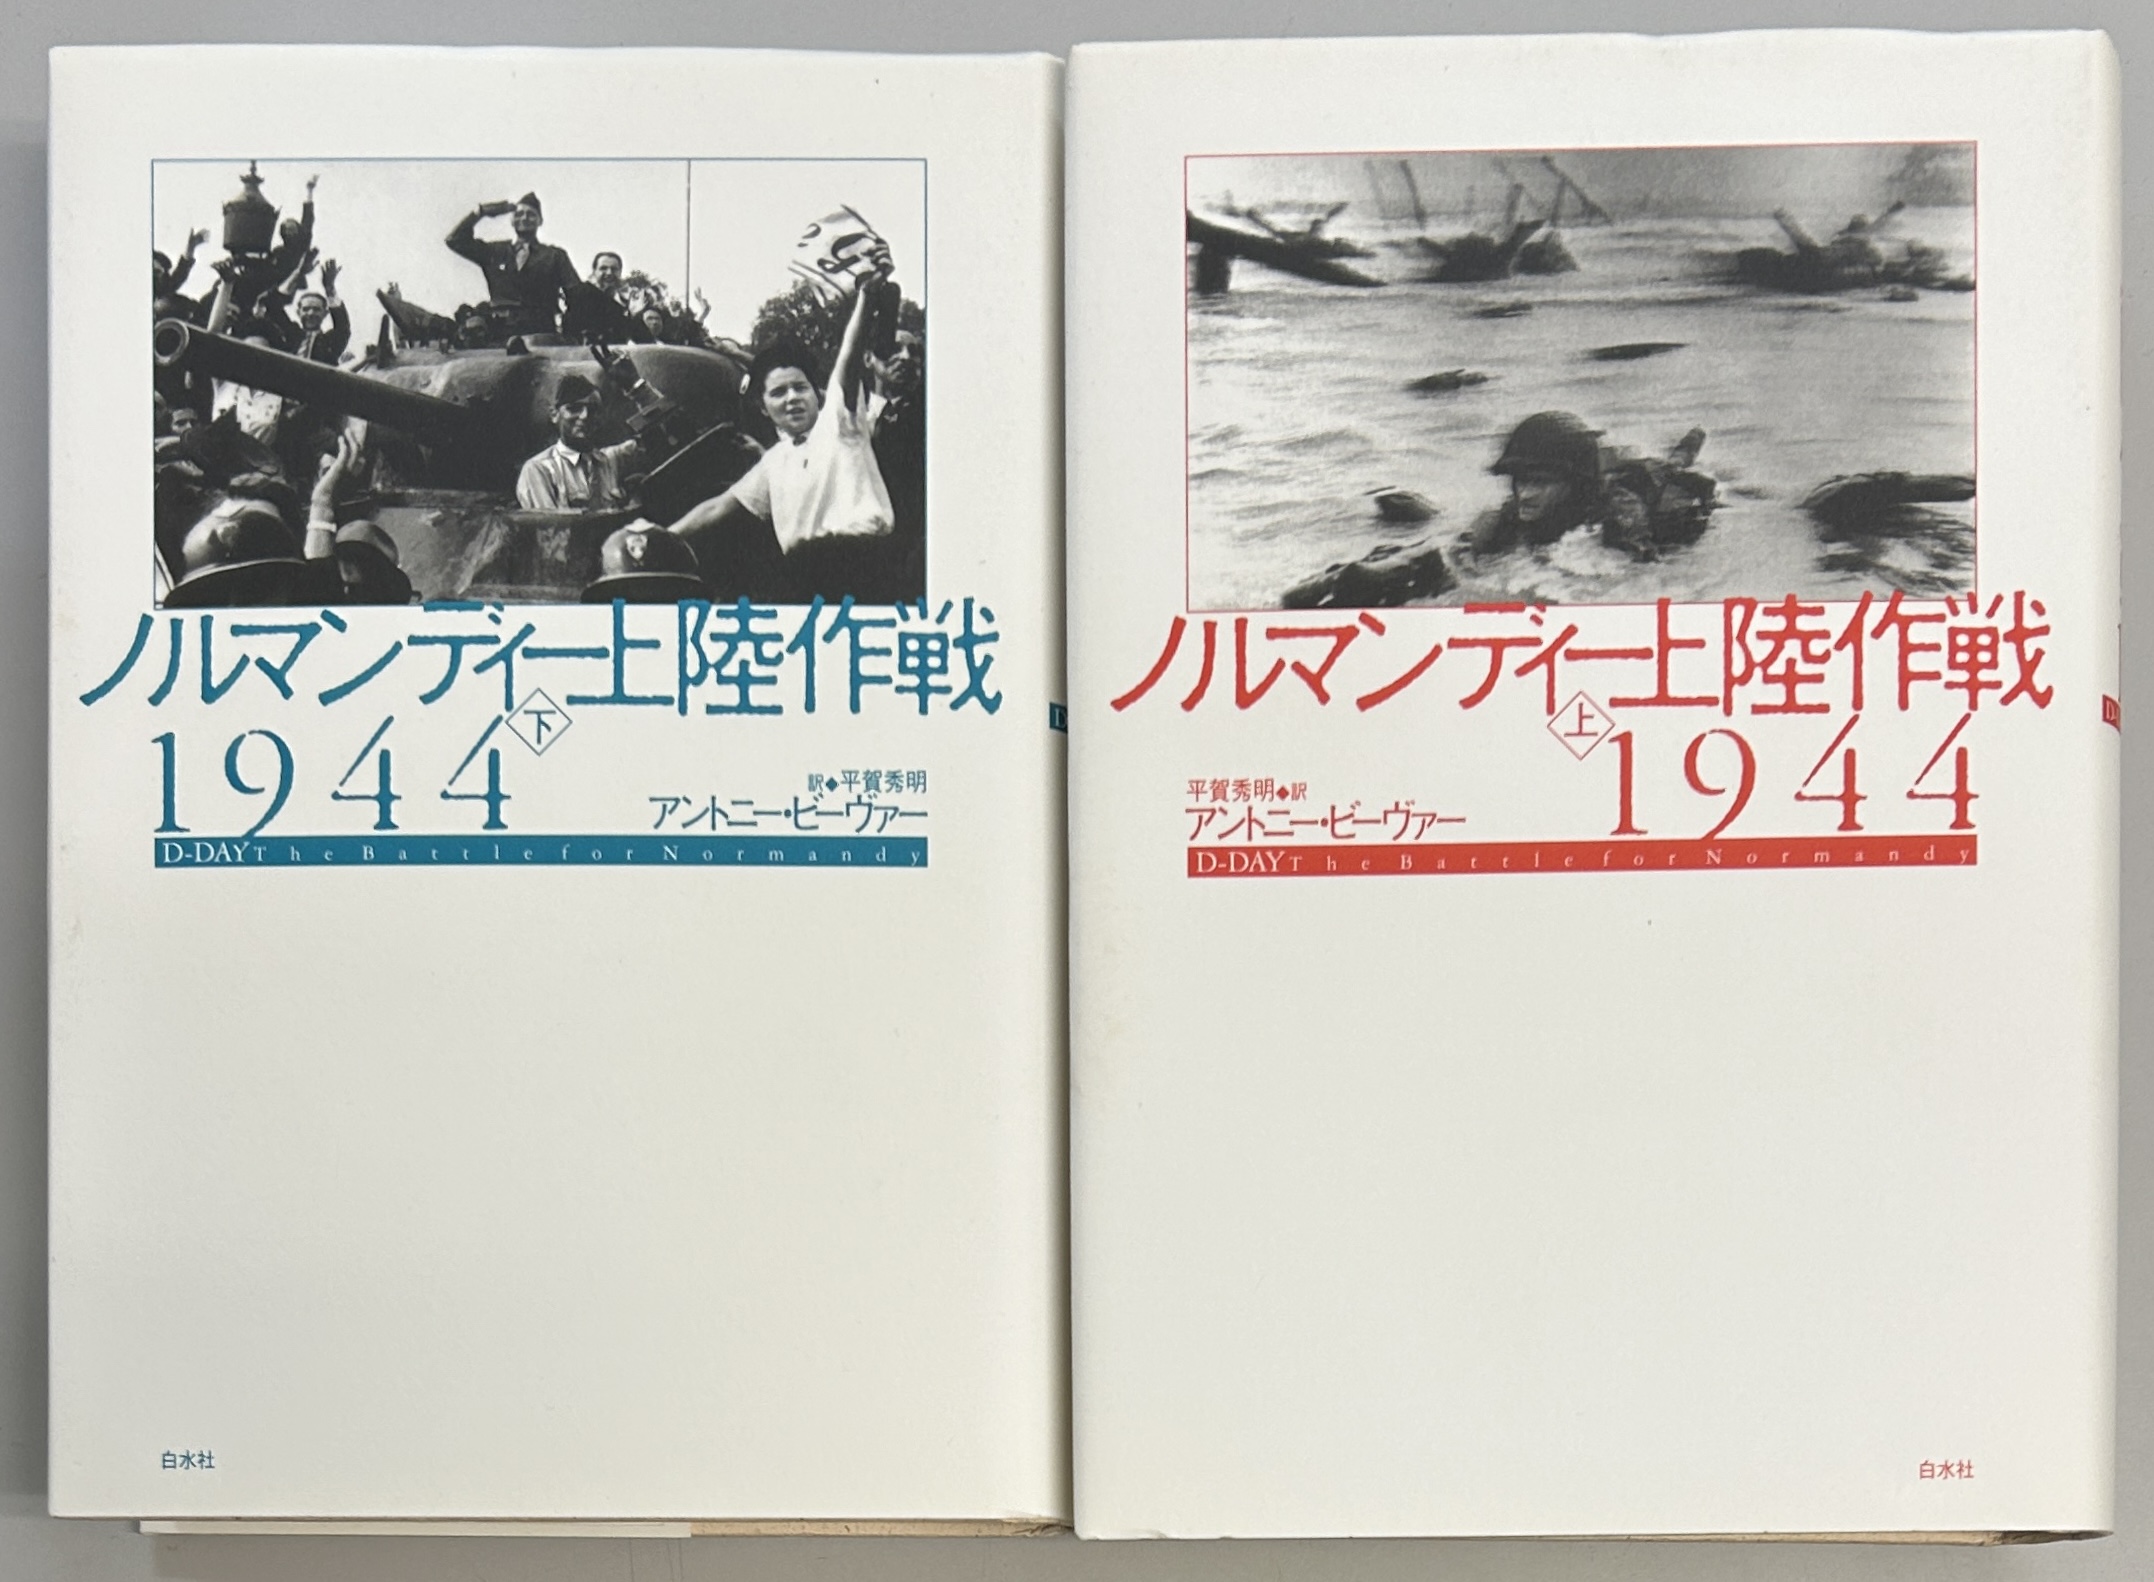 ノルマンディー上陸作戦
1944
下
訳◆平賀秀明
アントニー・ビーヴァー
D-DAY The Battle for Normandy
白水社
ノルマンディー上陸作戦
上
1944
平賀秀明◆訳
アントニー・ビーヴァー
D-DAY The Battle for Normandy
白水社